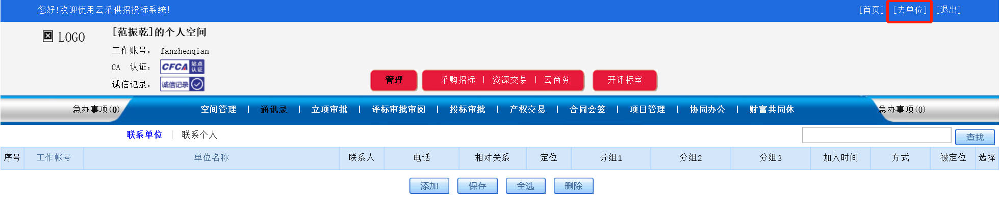 您好!欢迎使用云采供招投标系统!
[首页] [去单位] [退出]
LOGO
[范振乾]的个人空间
工作账号： fanzhenqian
CA 认证： CFCA 站点认证
诚信记录： 诚信记录
管理 采购招标 | 资源交易 | 云商务 开评标室
急办事项(0) 空间管理 | 通讯录 | 立项审批 | 评标审批审阅 | 投标审批 | 产权交易 | 合同会签 | 项目管理 | 协同办公 | 财富共同体 急办事项(0)
联系单位 | 联系个人 查找
序号 工作帐号 单位名称 联系人 电话 相对关系 定位 分组1 分组2 分组3 加入时间 方式 被定位 选择
添加 保存 全选 删除